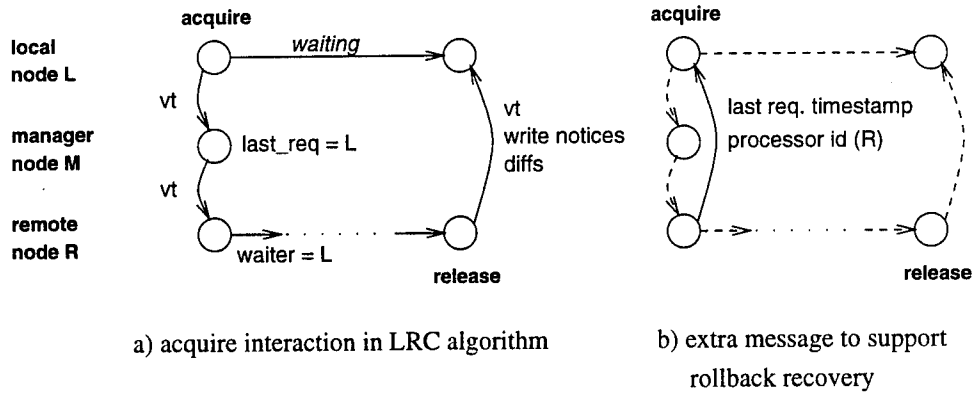 acquire
local
node L
waiting
vt
manager
node M
last_req = L
vt
write notices
diffs
vt
remote
node R
waiter = L
release
a) acquire interaction in LRC algorithm
acquire
last req. timestamp
processor id (R)
release
b) extra message to support
rollback recovery